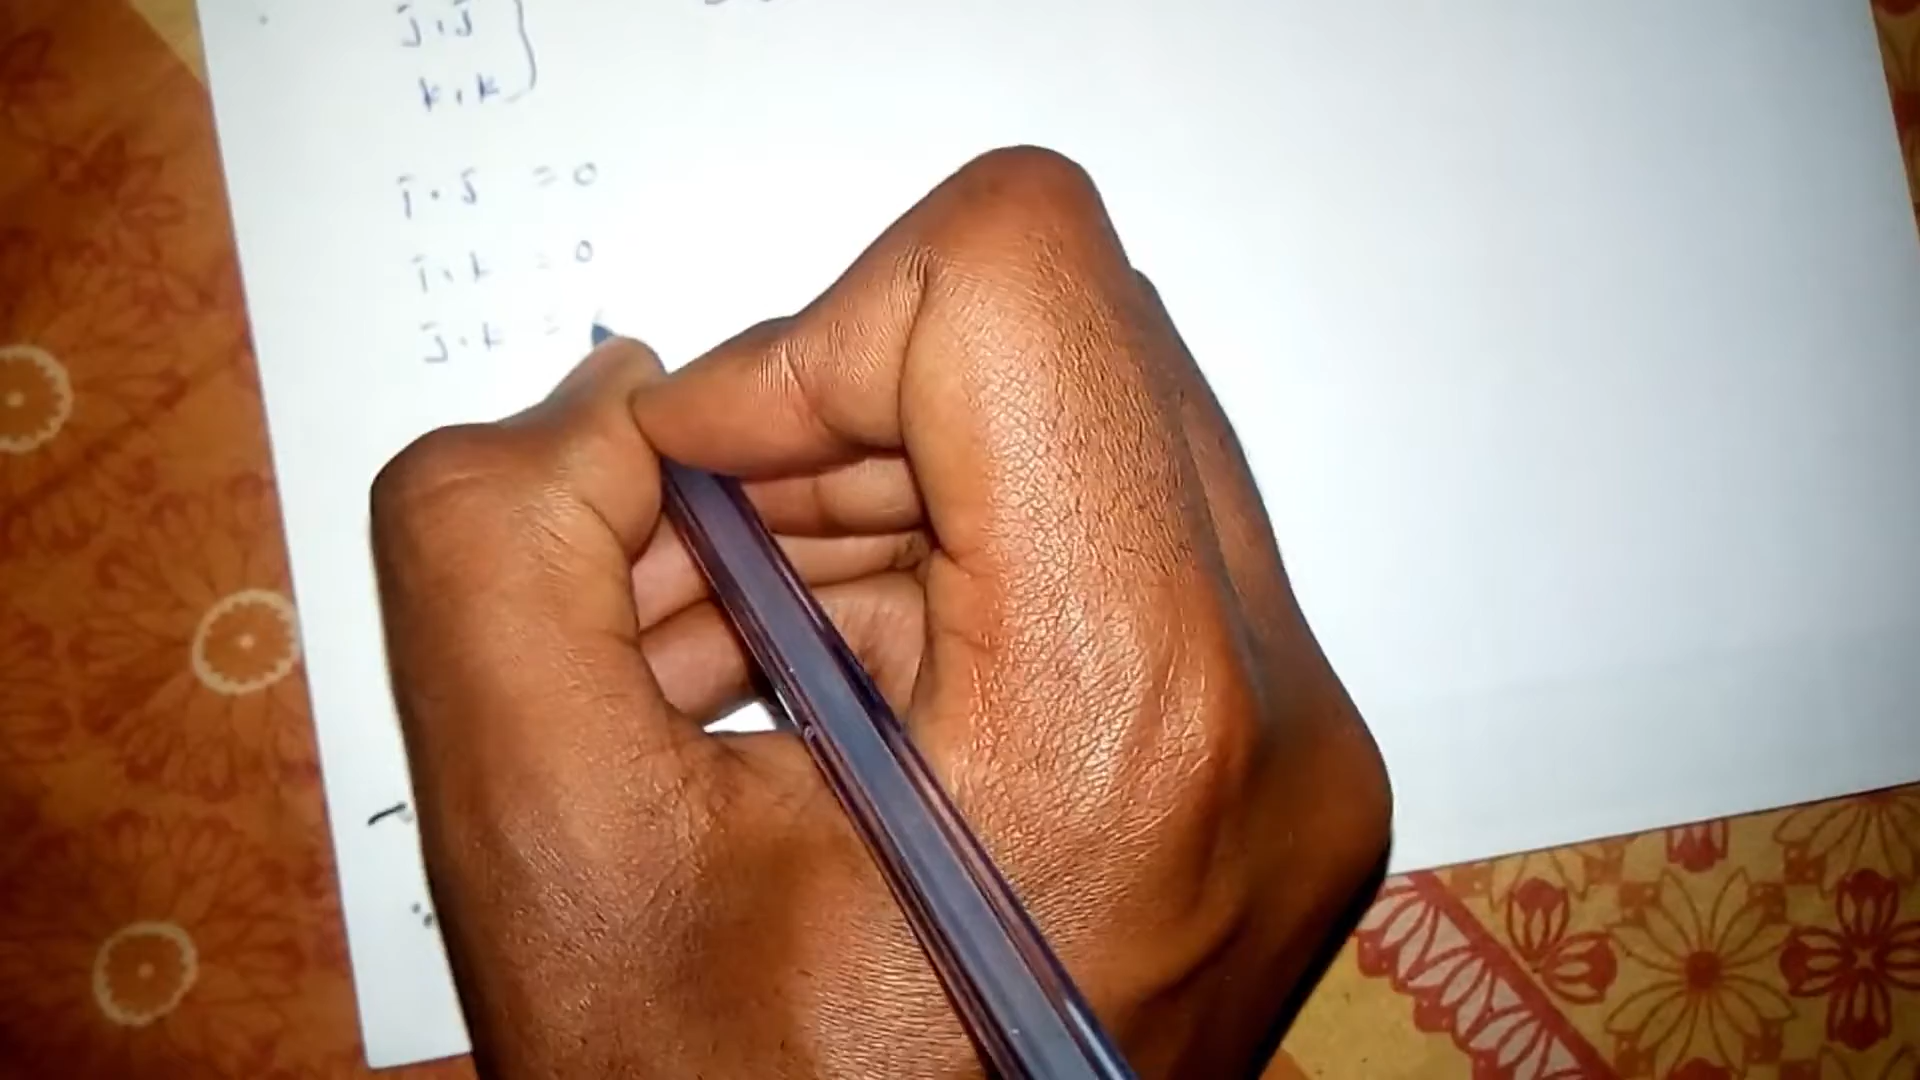 j̄ . j̄ }
k . k
ī . j̄ = 0
ī . k = 0
j̄ . k =